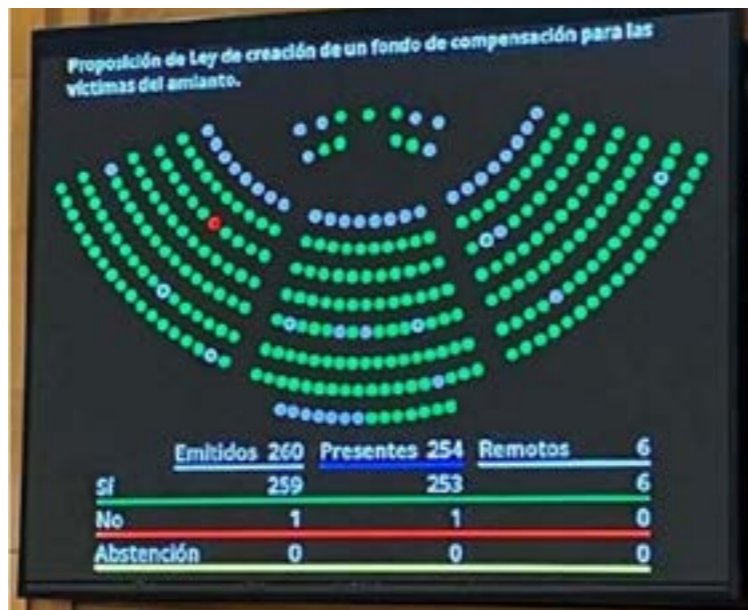 Proposición de Ley de creación de un fondo de compensación para las
víctimas del amianto.
Emitidos 260 Presentes 254 Remotos 6
Sí 259 253 6
No 1 1 0
Abstención 0 0 0